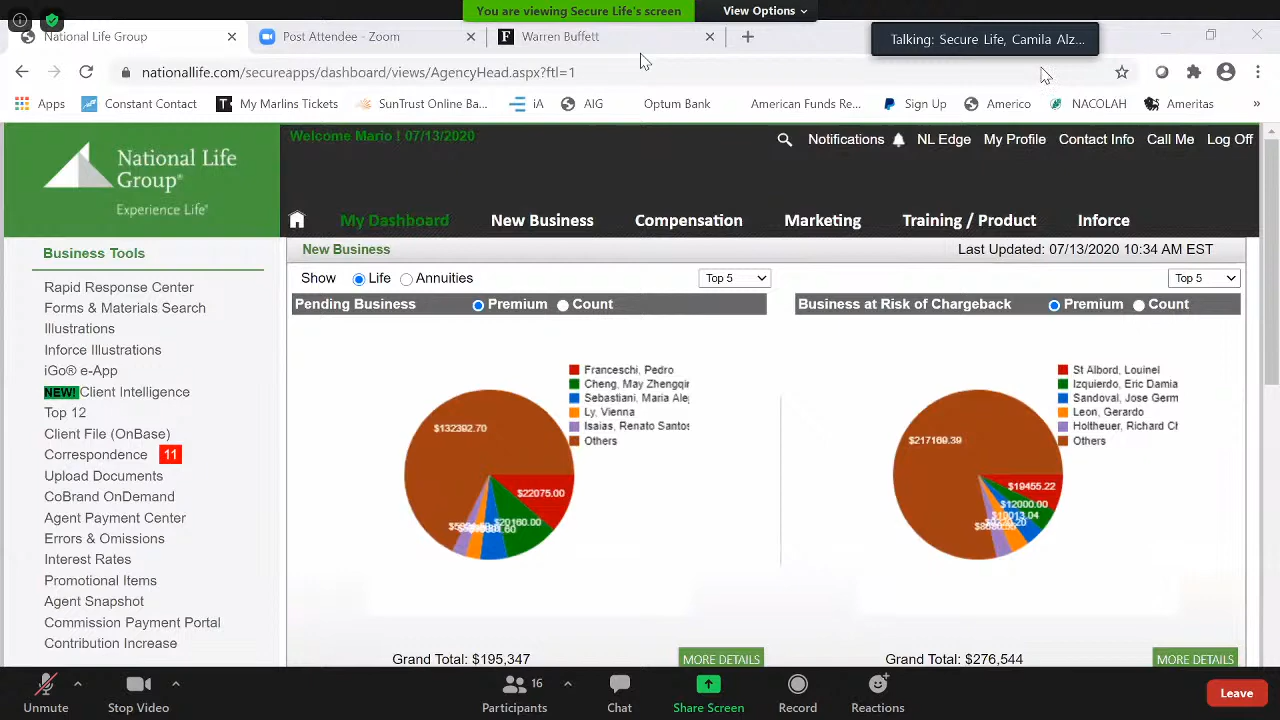 You are viewing Secure Life's screen
View Options
National Life Group
Post Attendee - Zoom
Warren Buffett
Talking: Secure Life, Camila Alz...
nationallife.com/secureapps/dashboard/views/AgencyHead.aspx?ftl=1
Apps
Constant Contact
My Martins Tickets
SunTrust Online ba...
iA
AIG
Optum Bank
American Funds Re...
Sign Up
Americo
NACOLAH
Ameritas
»
National Life
Group®
Experience Life®
Welcome Mario ! 07/13/2020
Notifications
NL Edge
My Profile
Contact Info
Call Me
Log Off
My Dashboard
New Business
Compensation
Marketing
Training / Product
Inforce
Business Tools
Rapid Response Center
Forms & Materials Search
Illustrations
Inforce Illustrations
iGo® e-App
NEW! Client Intelligence
Top 12
Client File (OnBase)
Correspondence 11
Upload Documents
CoBrand OnDemand
Agent Payment Center
Errors & Omissions
Interest Rates
Promotional Items
Agent Snapshot
Commission Payment Portal
Contribution Increase
New Business
Last Updated: 07/13/2020 10:34 AM EST
Show Life Annuities
Top 5
Top 5
Pending Business Premium Count
Franceschi, Pedro
Cheng, May Zhengqir
Sebastiani, Maria Ale
Ly, Vienna
Isaias, Renato Santos
Others
$132392.70
$22075.00
$20160.00
Grand Total: $195,347
MORE DETAILS
Business at Risk of Chargeback Premium Count
St Albord, Louinel
Izquierdo, Eric Damia
Sandoval, Jose Germ
Leon, Gerardo
Holtheuer, Richard Ch
Others
$217169.39
$19455.22
$12000.00
$10013.04
Grand Total: $276,544
MORE DETAILS
Unmute
Stop Video
16
Participants
Chat
Share Screen
Record
Reactions
Leave